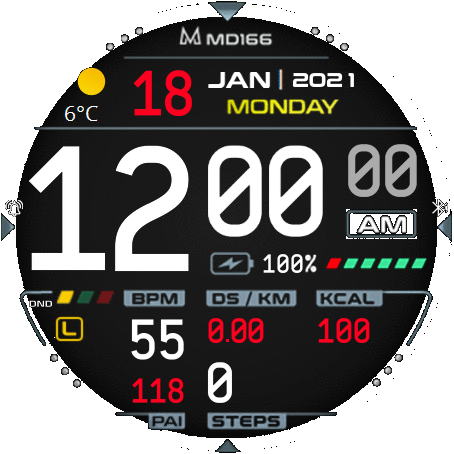 MD166
18 JAN | 2021
MONDAY
6°C
12 00 00
AM
100%
DND BPM DS / KM KCAL
L 55 0.00 100
118 0
PAI STEPS